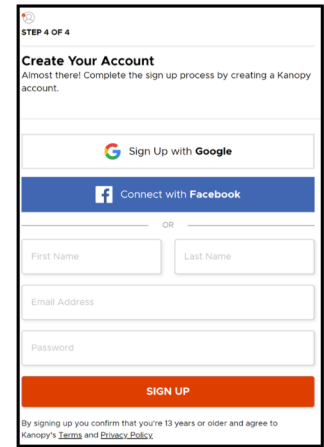 STEP 4 OF 4
Create Your Account
Almost there! Complete the sign up process by creating a Kanopy
account.
Sign Up with Google
Connect with Facebook
OR
First Name
Last Name
Email Address
Password
SIGN UP
By signing up you confirm that you're 13 years or older and agree to
Kanopy's Terms and Privacy Policy